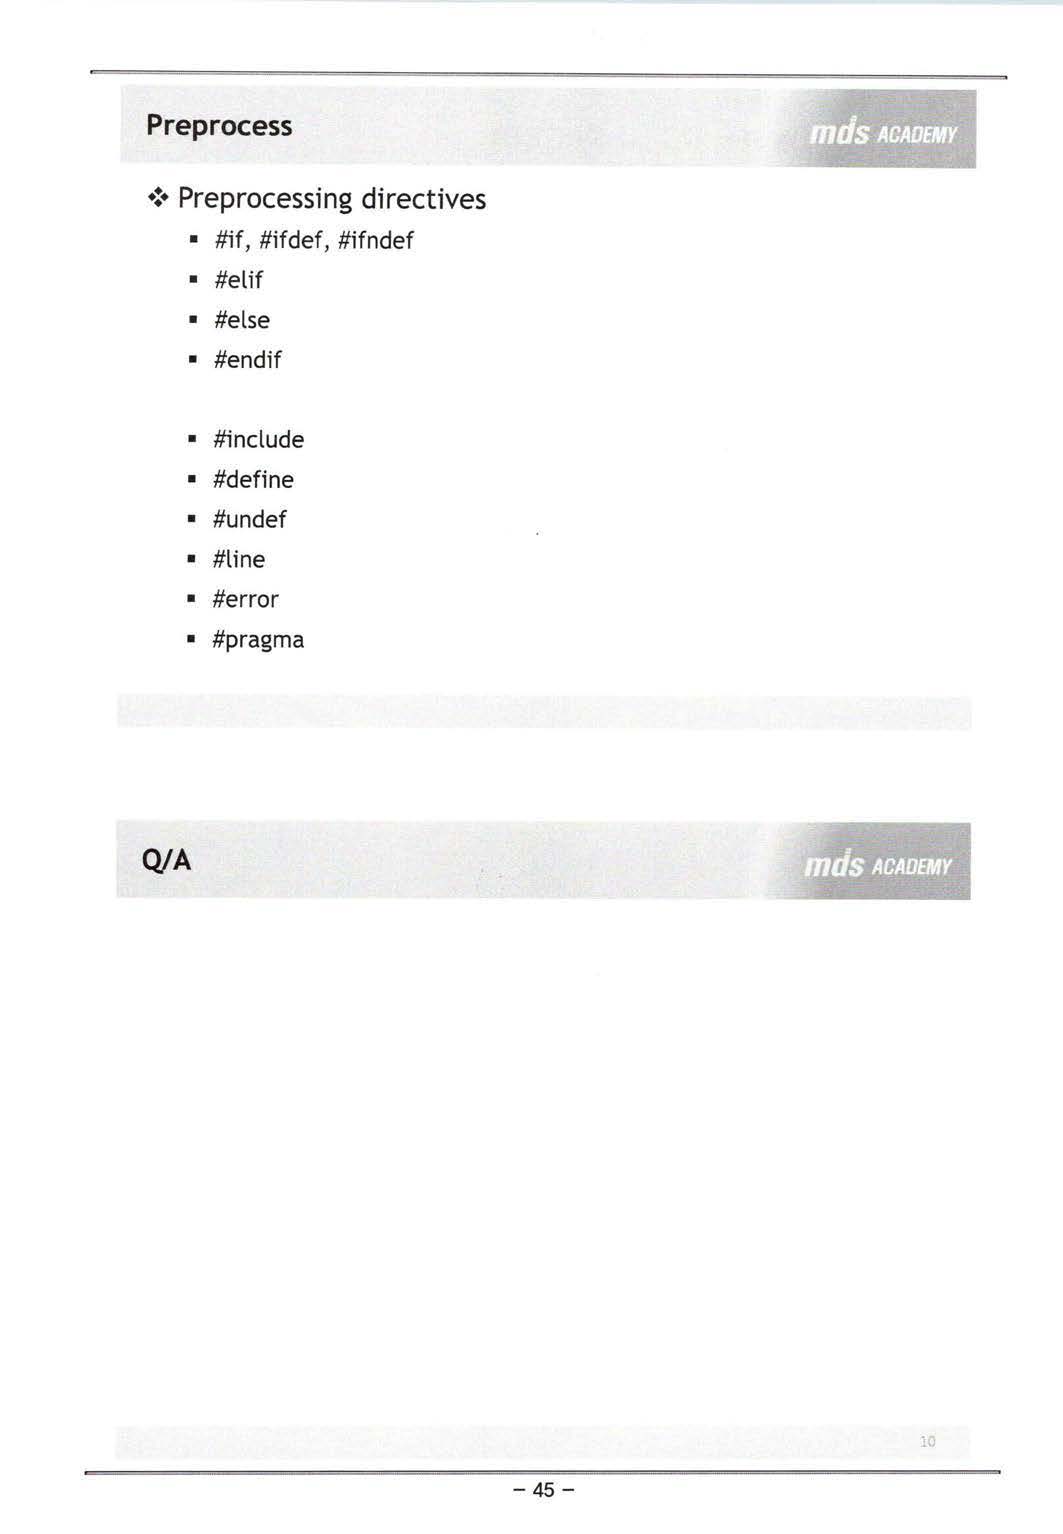 Preprocess
mds ACADEMY
❖ Preprocessing directives
▪ #if, #ifdef, #ifndef
▪ #elif
▪ #else
▪ #endif
▪ #include
▪ #define
▪ #undef
▪ #line
▪ #error
▪ #pragma
Q/A
mds ACADEMY
10
- 45 -